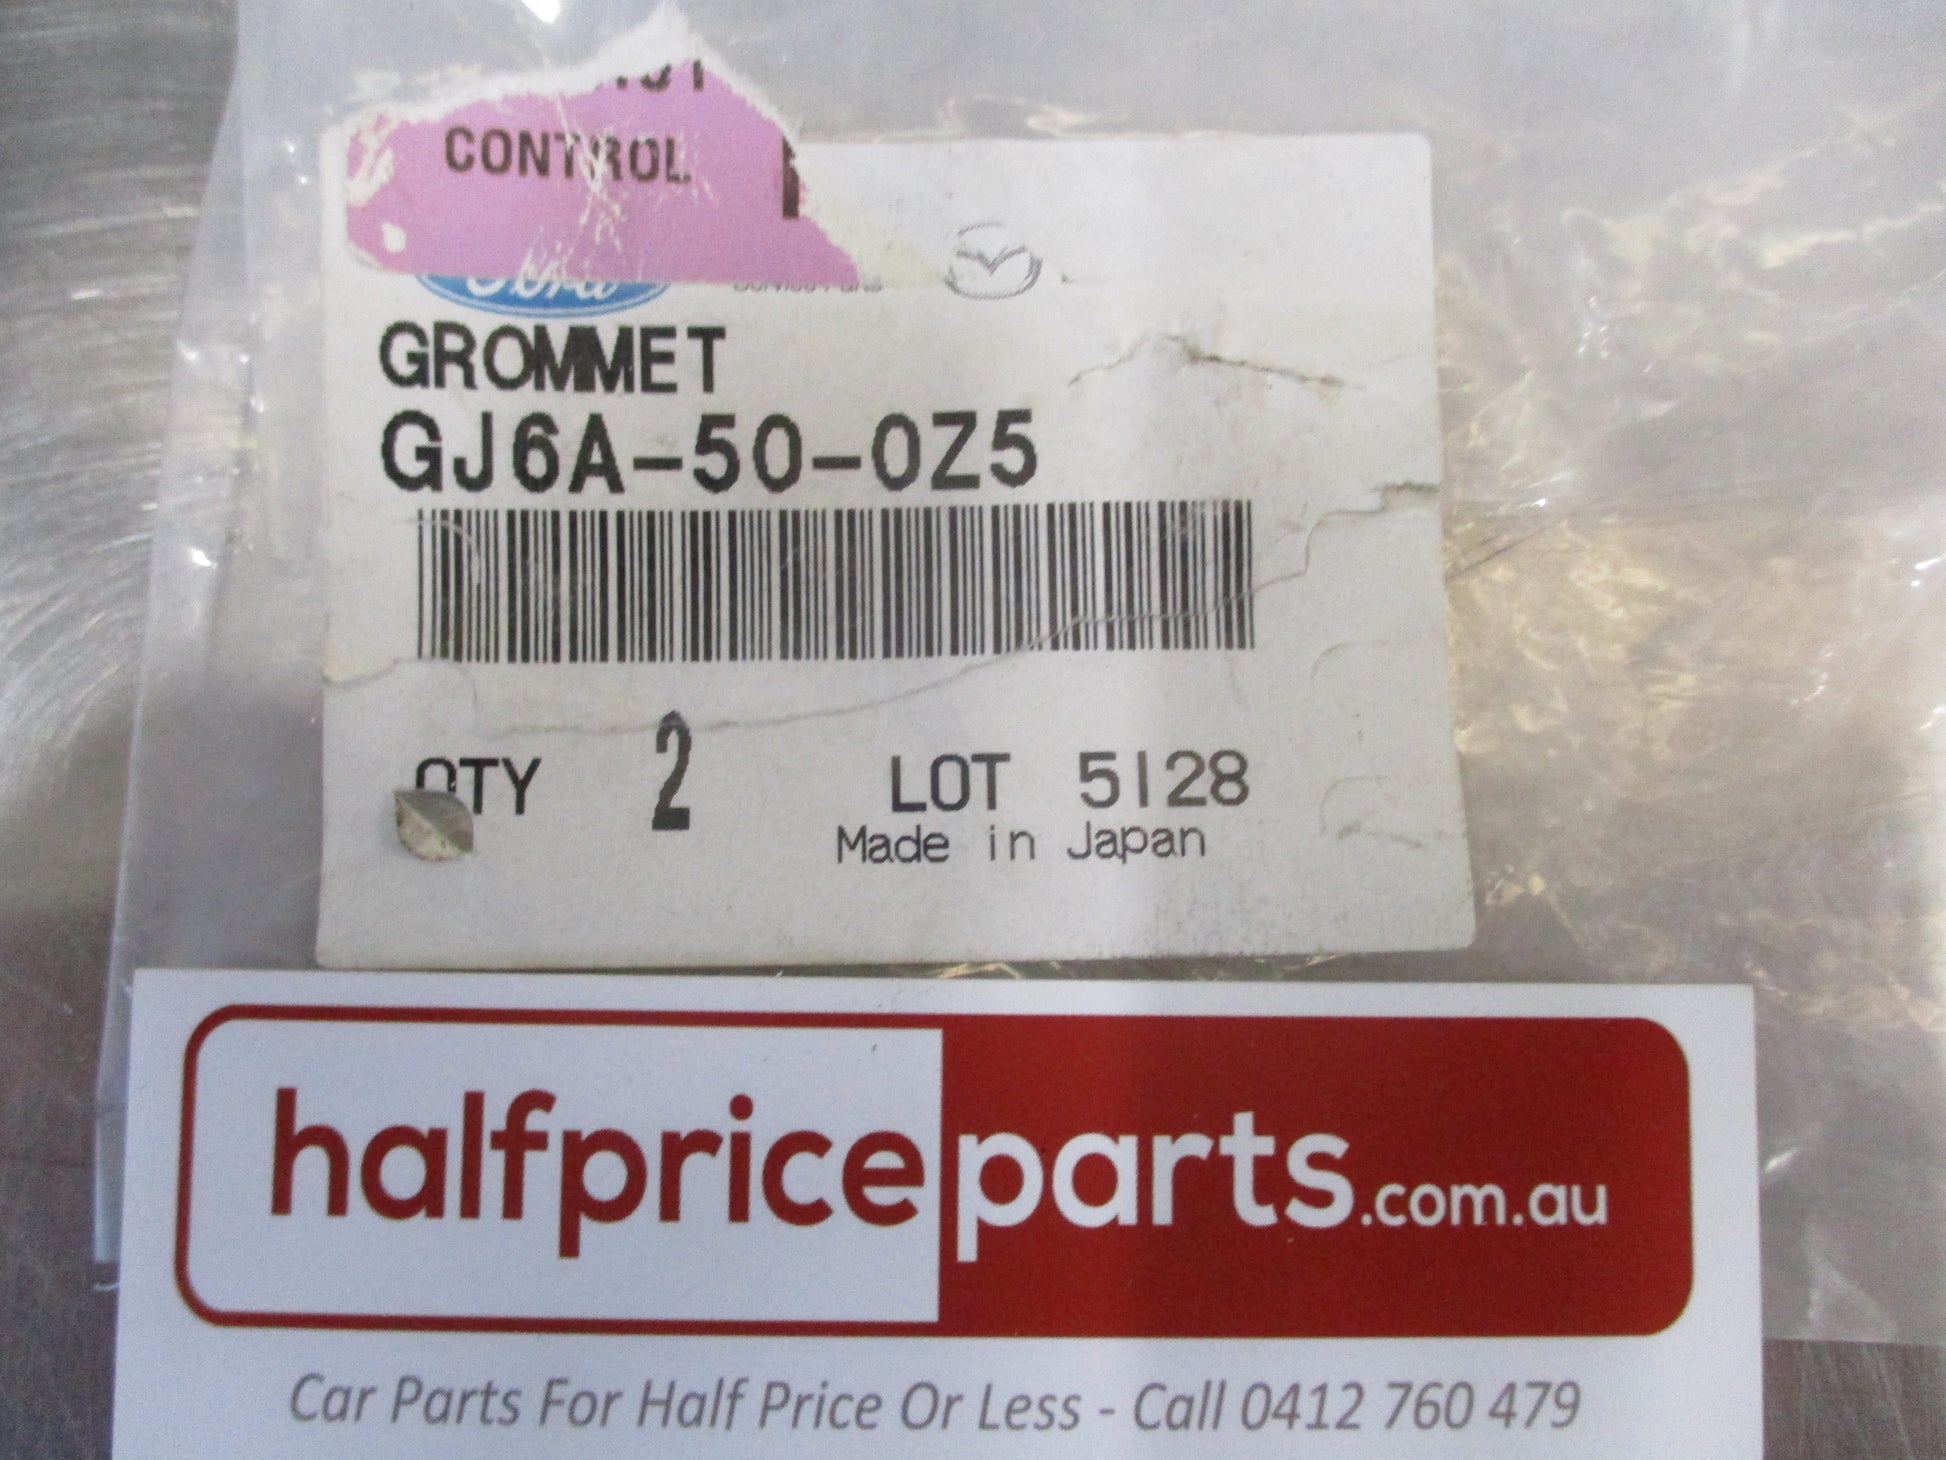 CONTROL
Ford
GROMMET
GJ6A-50-0Z5
QTY 2 LOT 5128
Made in Japan
halfpriceparts.com.au
Car Parts For Half Price Or Less - Call 0412 760 479